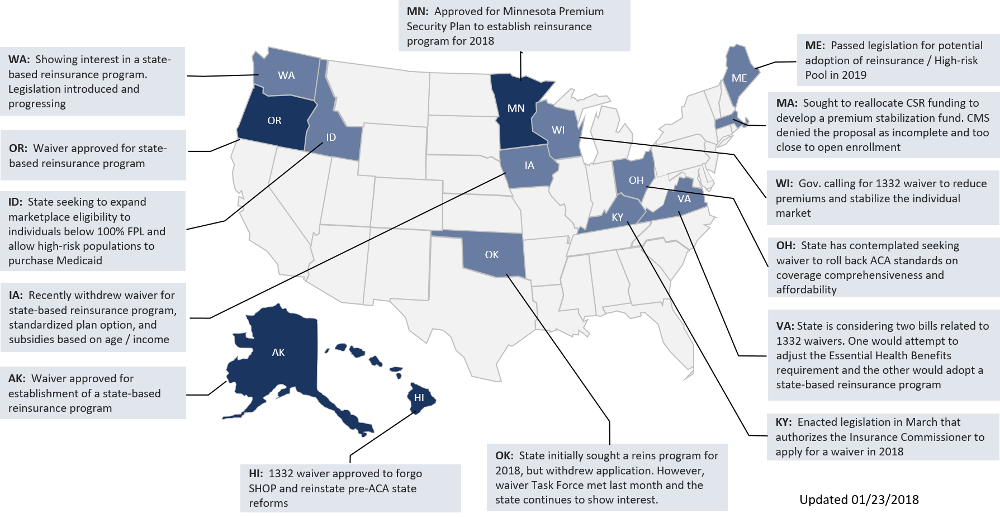 MN: Approved for Minnesota Premium
Security Plan to establish reinsurance
program for 2018
WA: Showing interest in a state-
based reinsurance program.
Legislation introduced and
progressing
OR: Waiver approved for state-
based reinsurance program
ID: State seeking to expand
marketplace eligibility to
individuals below 100% FPL and
allow high-risk populations to
purchase Medicaid
IA: Recently withdrew waiver for
state-based reinsurance program,
standardized plan option, and
subsidies based on age / income
AK: Waiver approved for
establishment of a state-based
reinsurance program
HI: 1332 waiver approved to forgo
SHOP and reinstate pre-ACA state
reforms
OK: State initially sought a reins program for
2018, but withdrew application. However,
waiver Task Force met last month and the
state continues to show interest.
ME: Passed legislation for potential
adoption of reinsurance / High-risk
Pool in 2019
MA: Sought to reallocate CSR funding to
develop a premium stabilization fund. CMS
denied the proposal as incomplete and too
close to open enrollment
WI: Gov. calling for 1332 waiver to reduce
premiums and stabilize the individual
market
OH: State has contemplated seeking
waiver to roll back ACA standards on
coverage comprehensiveness and
affordability
VA: State is considering two bills related to
1332 waivers. One would attempt to
adjust the Essential Health Benefits
requirement and the other would adopt a
state-based reinsurance program
KY: Enacted legislation in March that
authorizes the Insurance Commissioner to
apply for a waiver in 2018
WA
OR
ID
MN
WI
IA
ME
OH
VA
KY
OK
AK
HI
Updated 01/23/2018